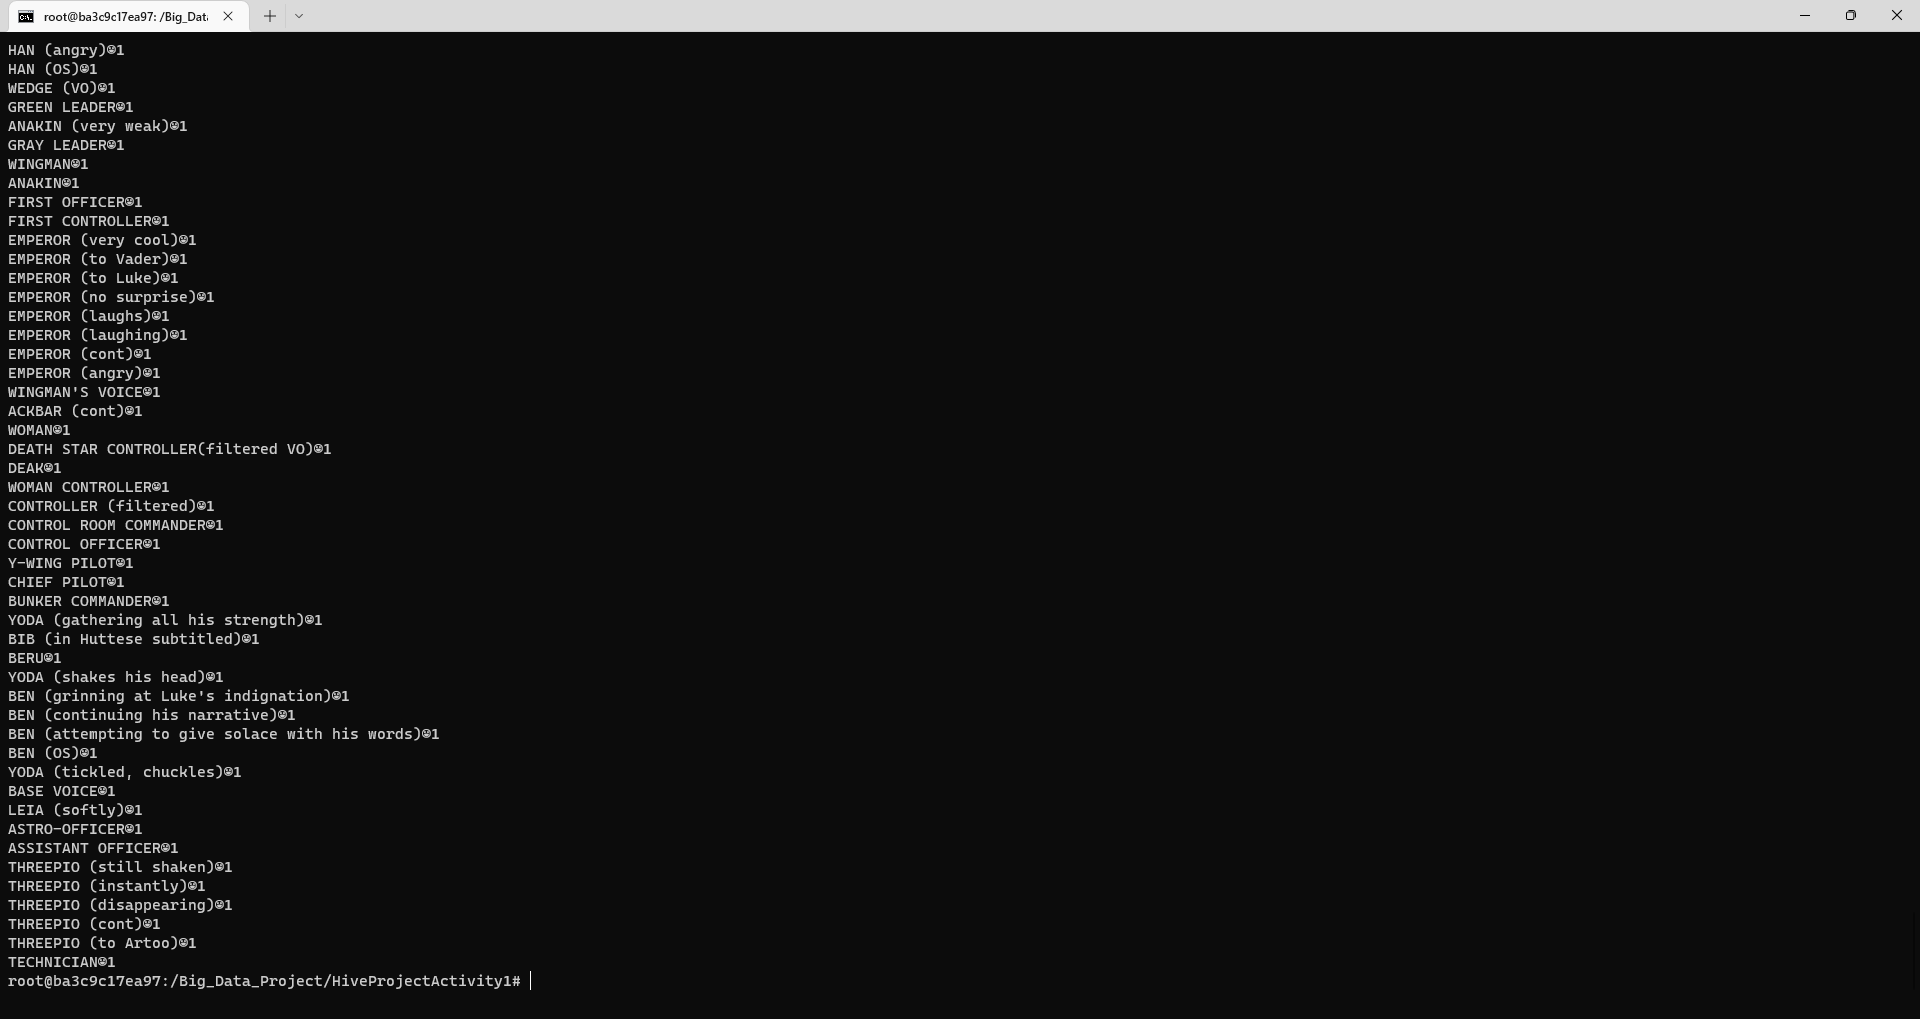 root@ba3c9c17ea97: /Big_Data
HAN (angry)☺1
HAN (OS)☺1
WEDGE (VO)☺1
GREEN LEADER☺1
ANAKIN (very weak)☺1
GRAY LEADER☺1
WINGMAN☺1
ANAKIN☺1
FIRST OFFICER☺1
FIRST CONTROLLER☺1
EMPEROR (very cool)☺1
EMPEROR (to Vader)☺1
EMPEROR (to Luke)☺1
EMPEROR (no surprise)☺1
EMPEROR (laughs)☺1
EMPEROR (laughing)☺1
EMPEROR (cont)☺1
EMPEROR (angry)☺1
WINGMAN'S VOICE☺1
ACKBAR (cont)☺1
WOMAN☺1
DEATH STAR CONTROLLER(filtered VO)☺1
DEAK☺1
WOMAN CONTROLLER☺1
CONTROLLER (filtered)☺1
CONTROL ROOM COMMANDER☺1
CONTROL OFFICER☺1
Y-WING PILOT☺1
CHIEF PILOT☺1
BUNKER COMMANDER☺1
YODA (gathering all his strength)☺1
BIB (in Huttese subtitled)☺1
BERU☺1
YODA (shakes his head)☺1
BEN (grinning at Luke's indignation)☺1
BEN (continuing his narrative)☺1
BEN (attempting to give solace with his words)☺1
BEN (OS)☺1
YODA (tickled, chuckles)☺1
BASE VOICE☺1
LEIA (softly)☺1
ASTRO-OFFICER☺1
ASSISTANT OFFICER☺1
THREEPIO (still shaken)☺1
THREEPIO (instantly)☺1
THREEPIO (disappearing)☺1
THREEPIO (cont)☺1
THREEPIO (to Artoo)☺1
TECHNICIAN☺1
root@ba3c9c17ea97:/Big_Data_Project/HiveProjectActivity1#